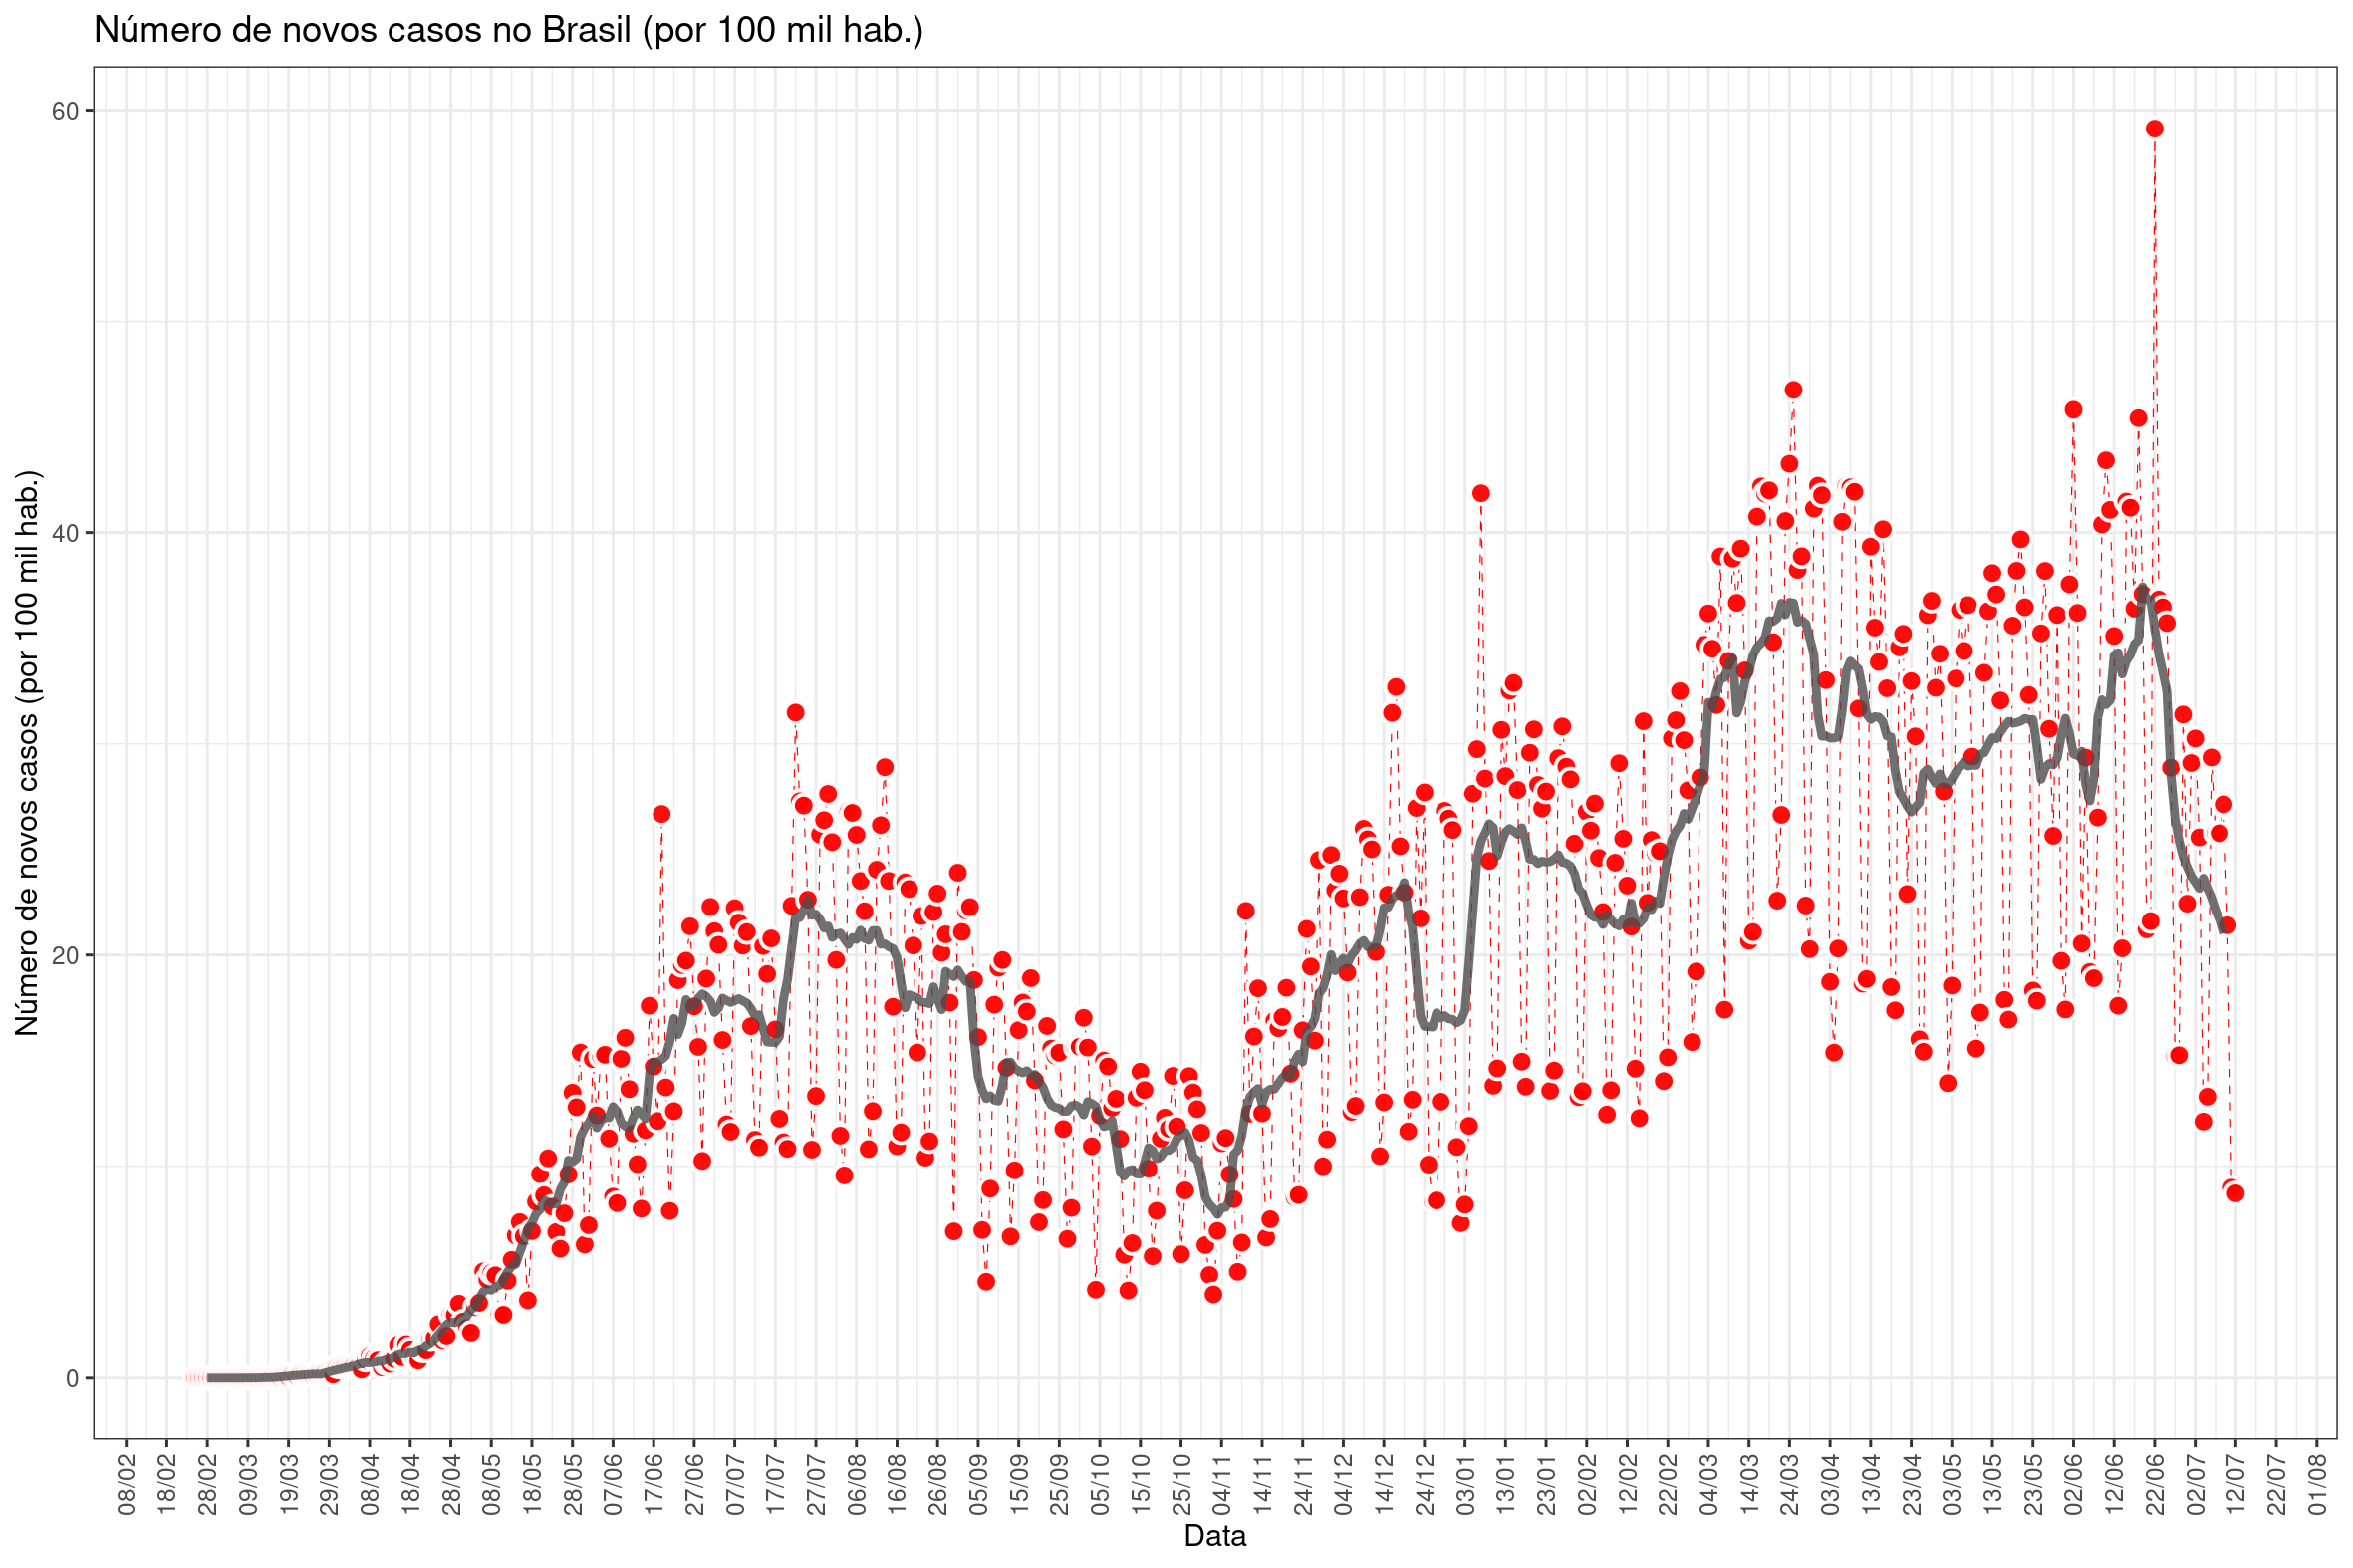 Número de novos casos no Brasil (por 100 mil hab.)
Número de novos casos (por 100 mil hab.)
60
40
20
0
08/02 18/02 28/02 09/03 19/03 29/03 08/04 18/04 28/04 08/05 18/05 28/05 07/06 17/06 27/06 07/07 17/07 27/07 06/08 16/08 26/08 05/09 15/09 25/09 05/10 15/10 25/10 04/11 14/11 24/11 04/12 14/12 24/12 03/01 13/01 23/01 02/02 12/02 22/02 04/03 14/03 24/03 03/04 13/04 23/04 03/05 13/05 23/05 02/06 12/06 22/06 02/07 12/07 22/07 01/08
Data